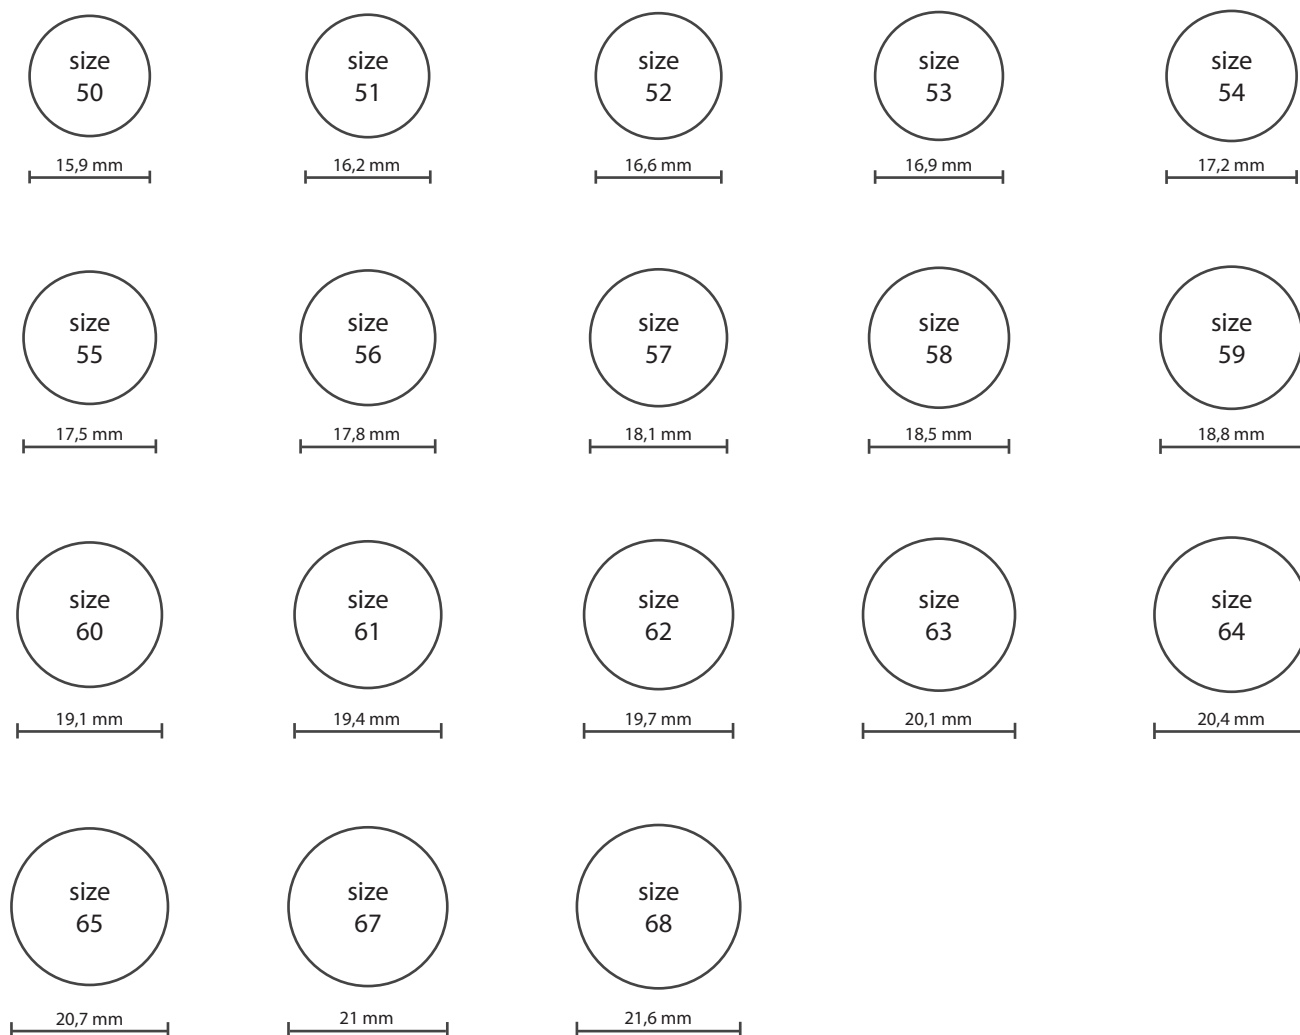 size
50
size
51
size
52
size
53
size
54
15,9 mm
16,2 mm
16,6 mm
16,9 mm
17,2 mm
size
55
size
56
size
57
size
58
size
59
17,5 mm
17,8 mm
18,1 mm
18,5 mm
18,8 mm
size
60
size
61
size
62
size
63
size
64
19,1 mm
19,4 mm
19,7 mm
20,1 mm
20,4 mm
size
65
size
67
size
68
20,7 mm
21 mm
21,6 mm